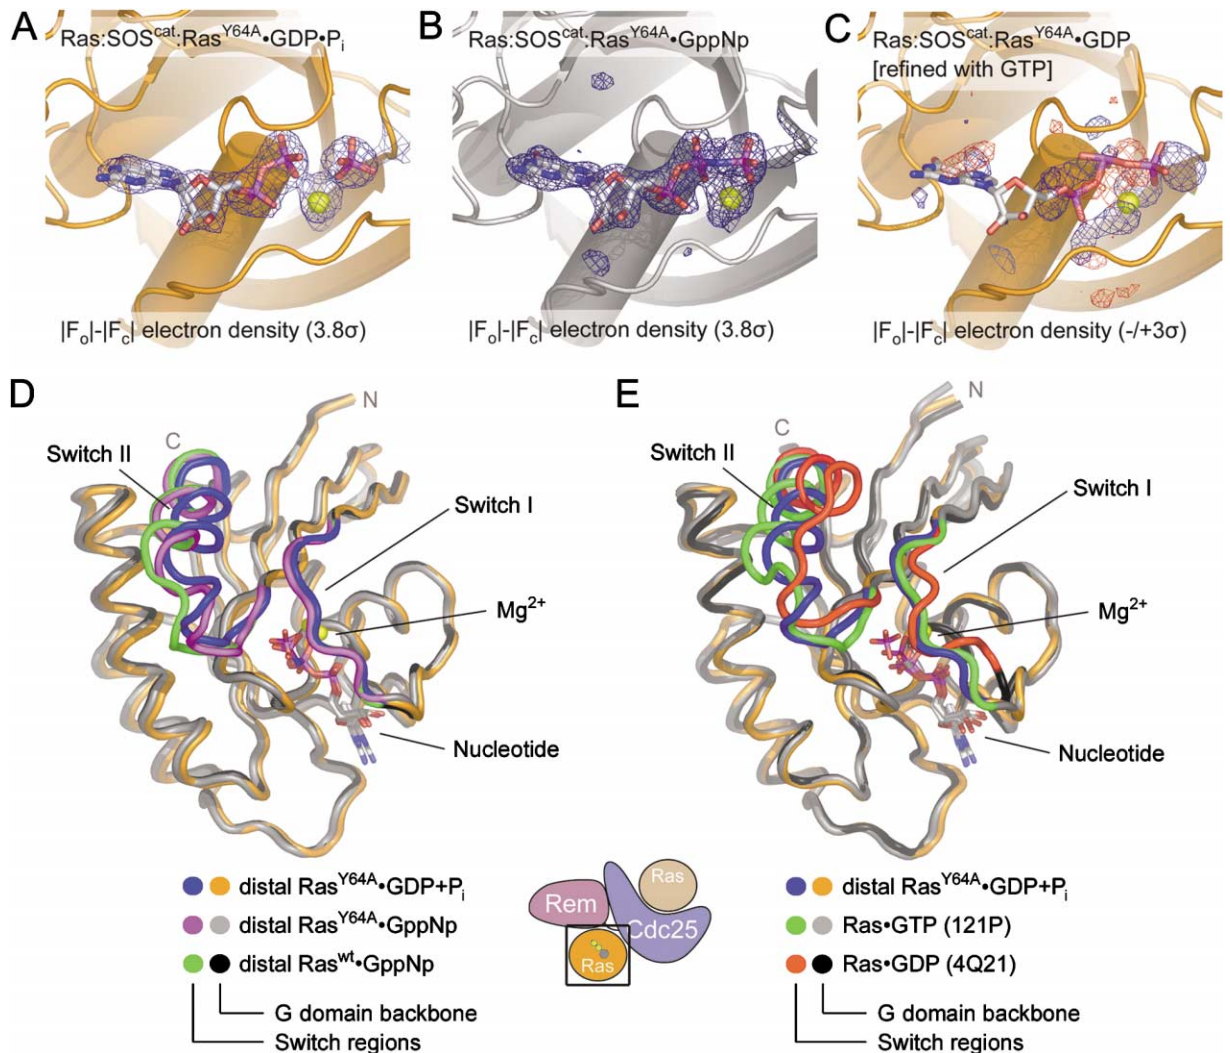 A
Ras:SOSᶜᵃᵗ:Rasʸ⁶⁴ᴬ•GDP•Pᵢ
|Fₒ|-|F꜀| electron density (3.8σ)
B
Ras:SOSᶜᵃᵗ:Rasʸ⁶⁴ᴬ•GppNp
|Fₒ|-|F꜀| electron density (3.8σ)
C
Ras:SOSᶜᵃᵗ:Rasʸ⁶⁴ᴬ•GDP
[refined with GTP]
|Fₒ|-|F꜀| electron density (-/+3σ)
D
N
C
Switch II
Switch I
Mg²⁺
Nucleotide
distal Rasʸ⁶⁴ᴬ•GDP+Pᵢ
distal Rasʸ⁶⁴ᴬ•GppNp
distal Rasʷᵗ•GppNp
G domain backbone
Switch regions
Rem
Ras
Cdc25
Ras
E
N
C
Switch II
Switch I
Mg²⁺
Nucleotide
distal Rasʸ⁶⁴ᴬ•GDP+Pᵢ
Ras•GTP (121P)
Ras•GDP (4Q21)
G domain backbone
Switch regions